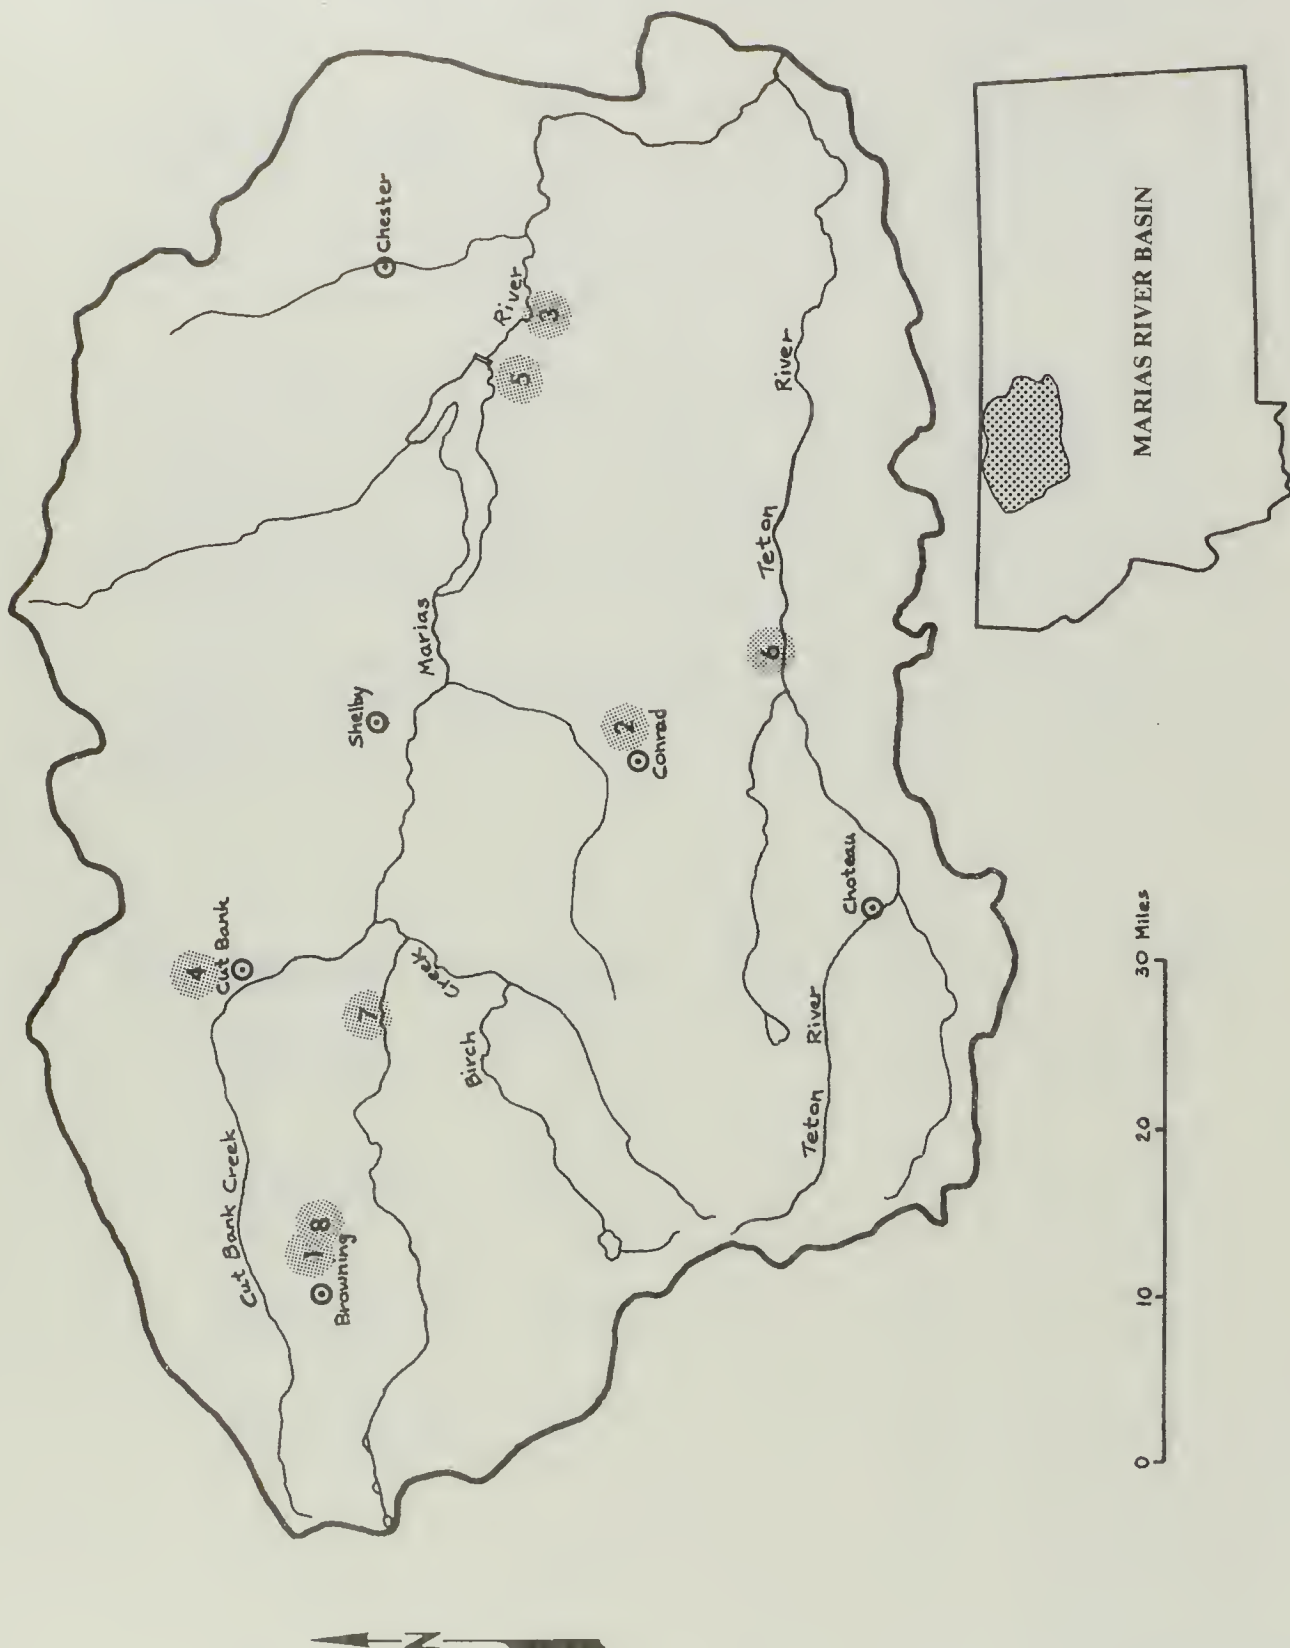 4
Cut Bank
Chester
Shelby
Cut Bank Creek
1
8
Browning
7
Marias
River
3
5
Birch
Creek
2
Conrad
6
Teton
River
Choteau
Teton
River
0
10
20
30 Miles
MARIAS RIVER BASIN
N